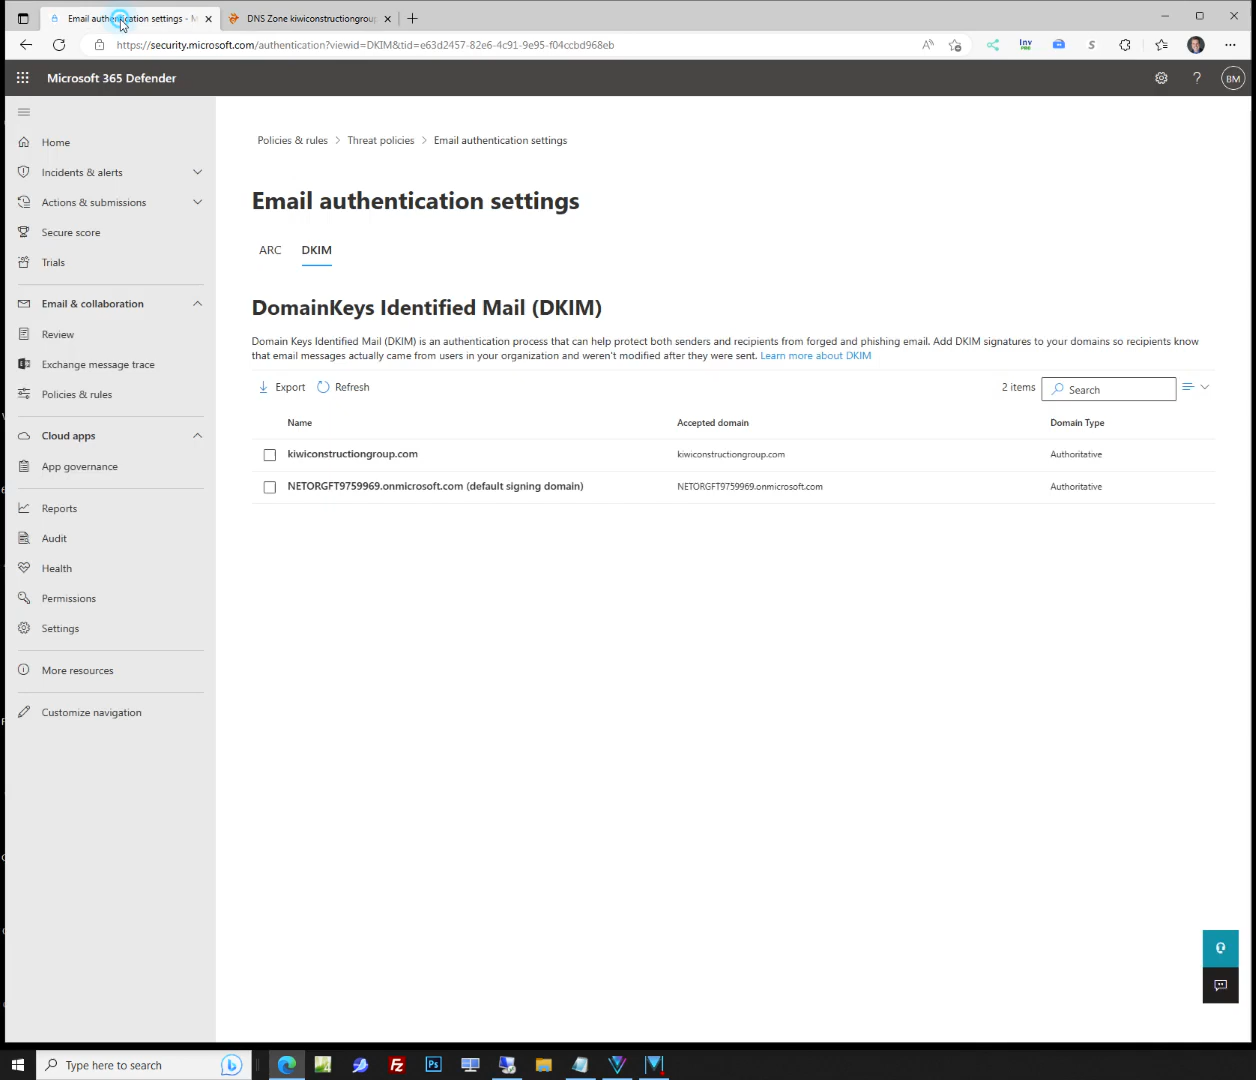 Email authentication settings - M
DNS Zone kiwiconstructiongroup
https://security.microsoft.com/authentication?viewid=DKIM&tid=e63d2457-82e6-4c91-9e95-f04ccbd968eb
Inv
PRO
S
Microsoft 365 Defender
?
BM
Home
Incidents & alerts
Actions & submissions
Secure score
Trials
Email & collaboration
Review
Exchange message trace
Policies & rules
Cloud apps
App governance
Reports
Audit
Health
Permissions
Settings
More resources
Customize navigation
Policies & rules > Threat policies > Email authentication settings
Email authentication settings
ARC DKIM
DomainKeys Identified Mail (DKIM)
Domain Keys Identified Mail (DKIM) is an authentication process that can help protect both senders and recipients from forged and phishing email. Add DKIM signatures to your domains so recipients know
that email messages actually came from users in your organization and weren't modified after they were sent. Learn more about DKIM
Export Refresh 2 items Search
Name Accepted domain Domain Type
kiwiconstructiongroup.com kiwiconstructiongroup.com Authoritative
NETORGFT9759969.onmicrosoft.com (default signing domain) NETORGFT9759969.onmicrosoft.com Authoritative
Type here to search
Fz
Ps